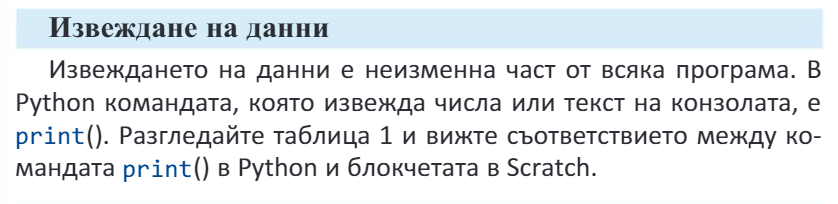 Извеждане на данни
Извеждането на данни е неизменна част от всяка програма. В
Python командата, която извежда числа или текст на конзолата, е
print(). Разгледайте таблица 1 и вижте съответствието между ко-
мандата print() в Python и блокчетата в Scratch.